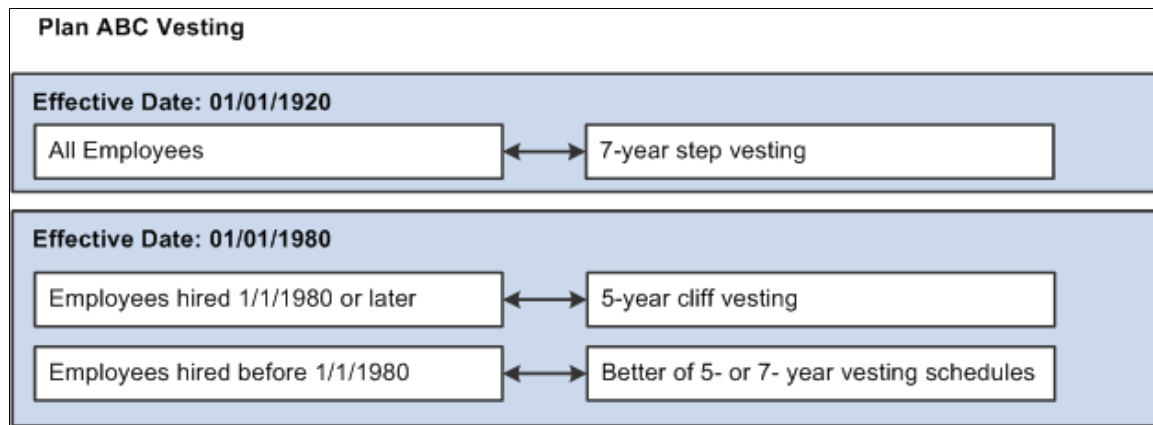 Plan ABC Vesting
Effective Date: 01/01/1920
All Employees
7-year step vesting
Effective Date: 01/01/1980
Employees hired 1/1/1980 or later
5-year cliff vesting
Employees hired before 1/1/1980
Better of 5- or 7- year vesting schedules